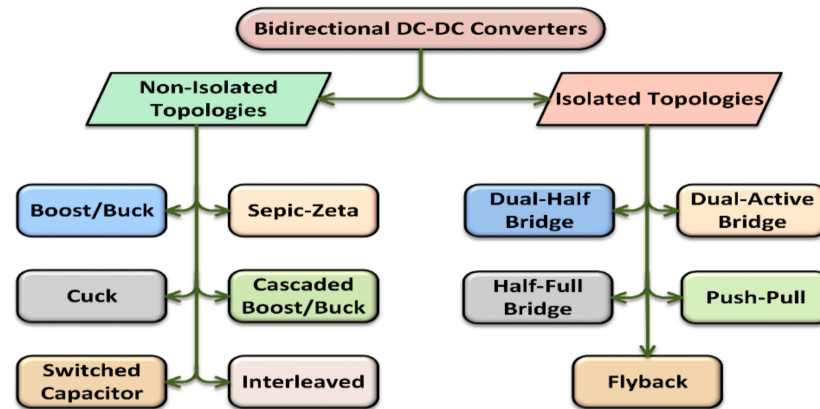 Bidirectional DC-DC Converters
Non-Isolated
Topologies
Isolated Topologies
Boost/Buck
Sepic-Zeta
Cuck
Cascaded
Boost/Buck
Switched
Capacitor
Interleaved
Dual-Half
Bridge
Dual-Active
Bridge
Half-Full
Bridge
Push-Pull
Flyback